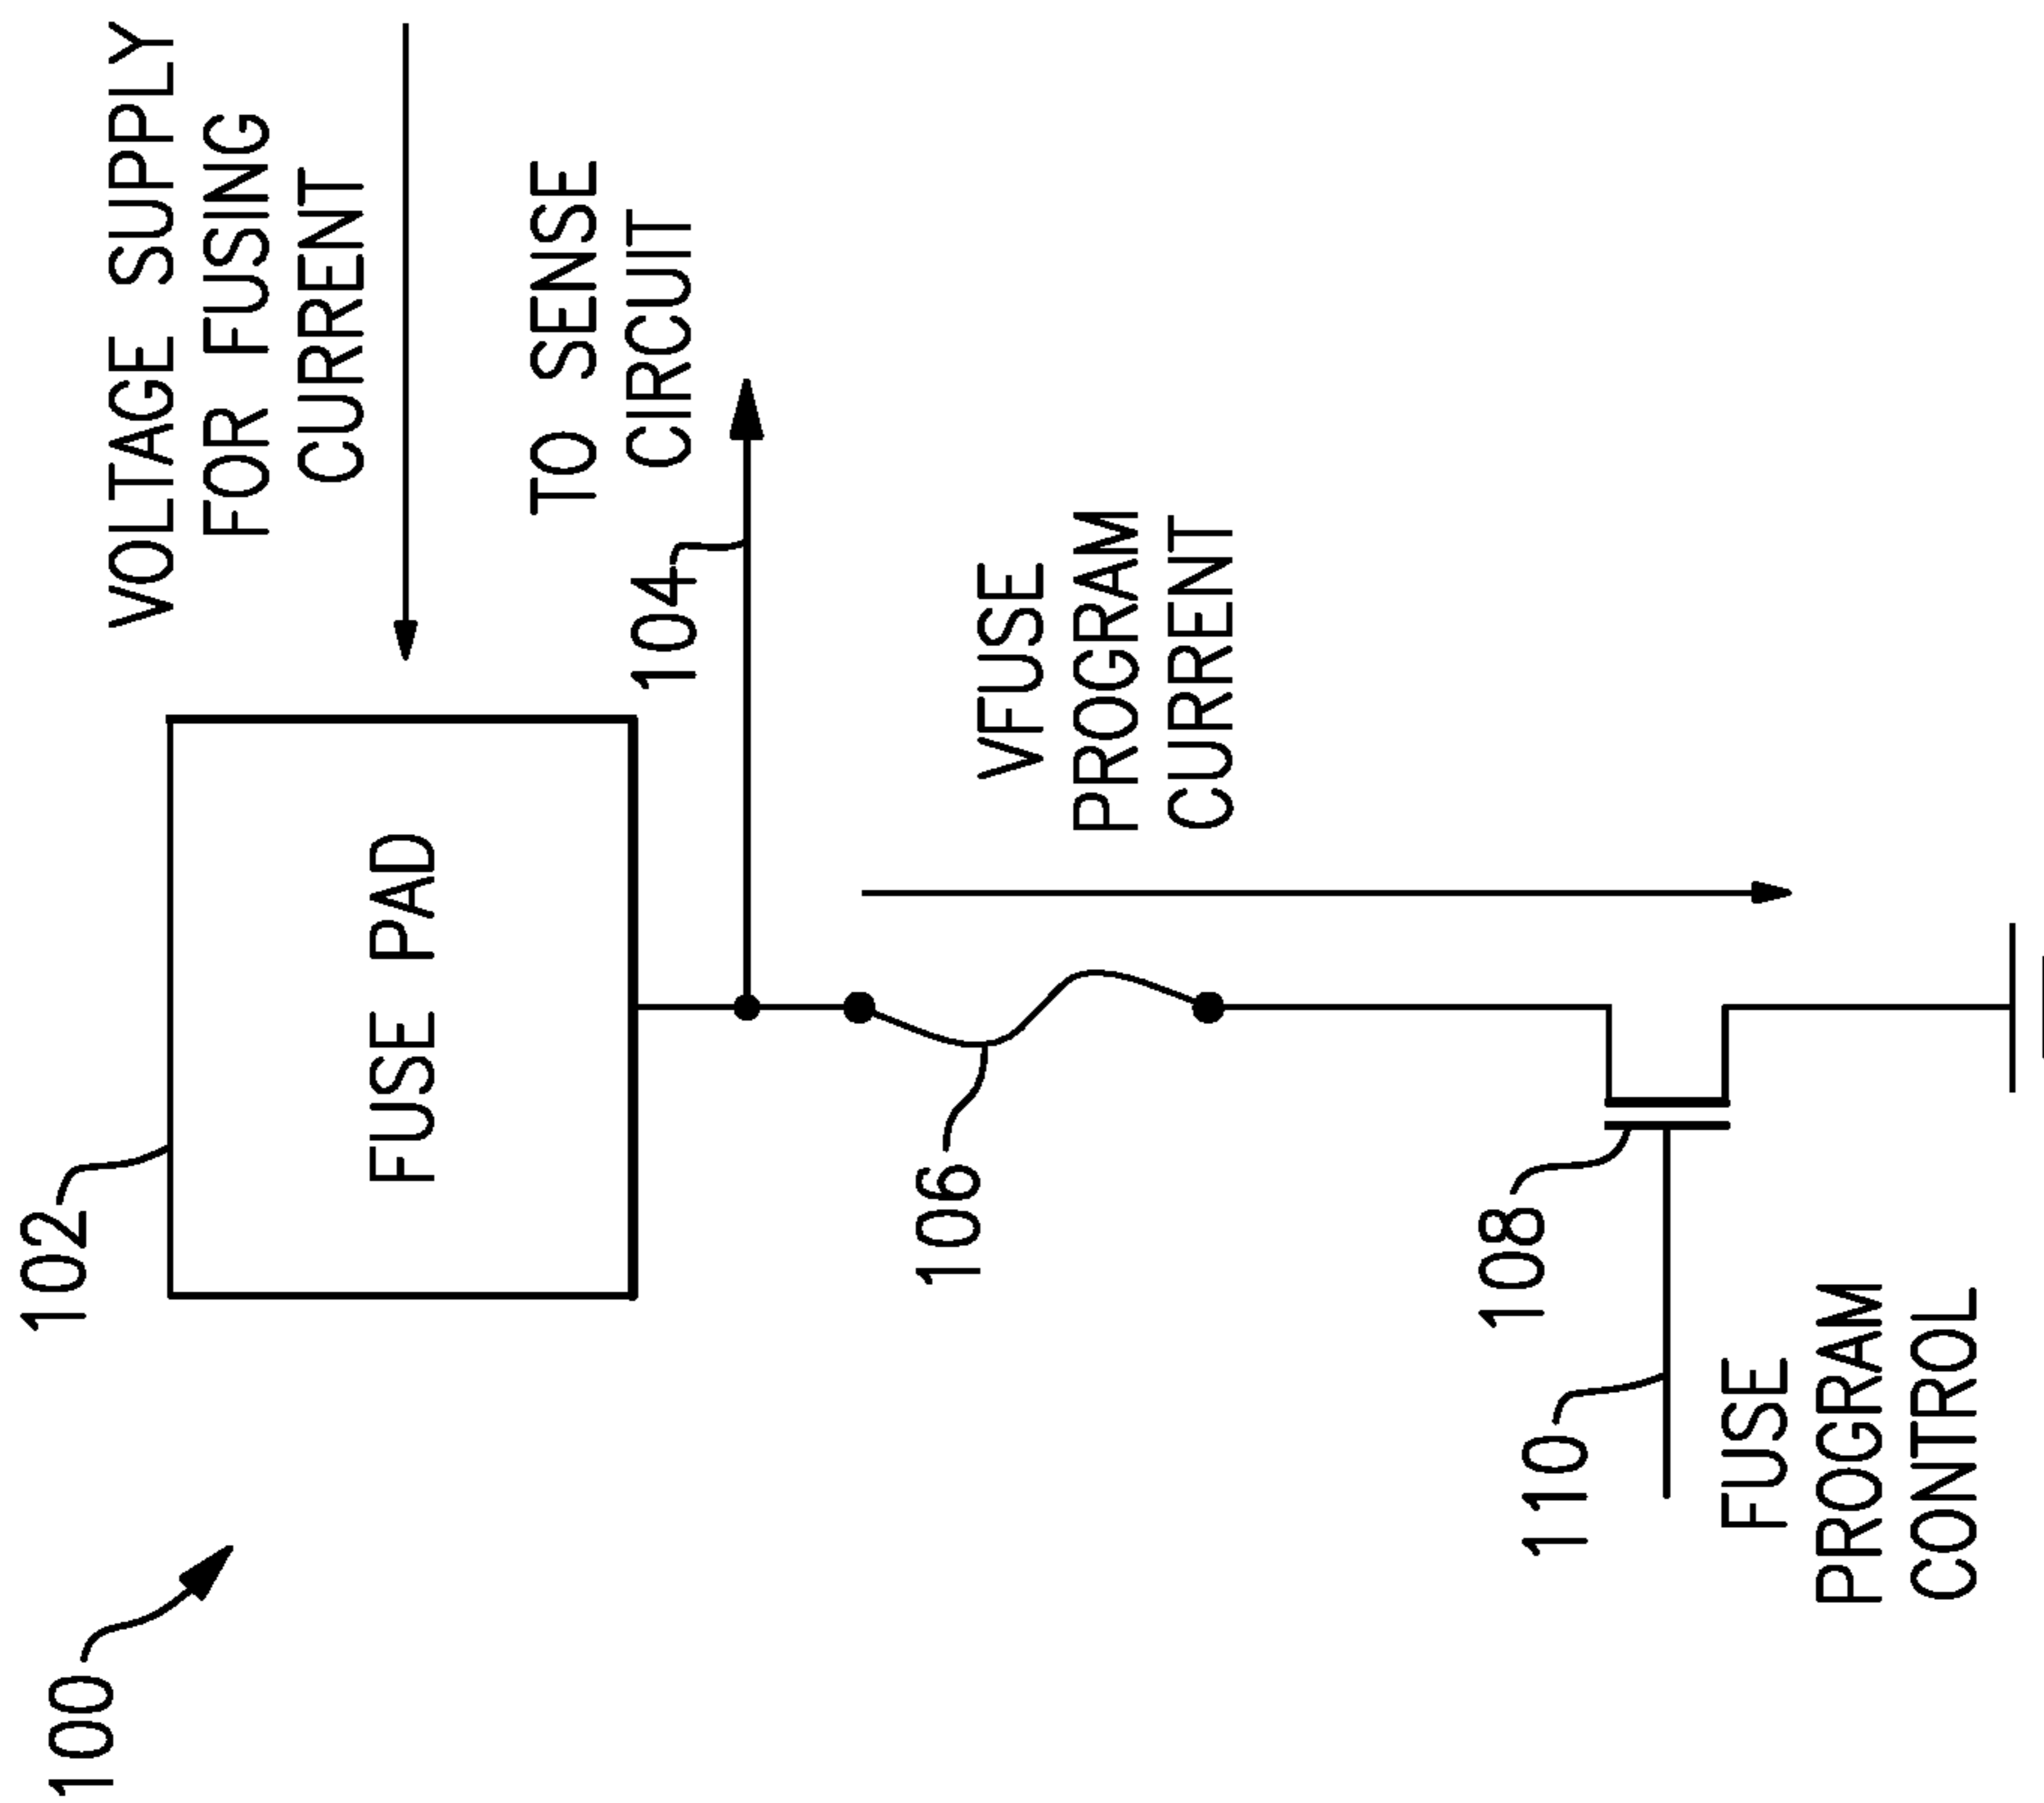 100
102
FUSE PAD
VOLTAGE SUPPLY
FOR FUSING
CURRENT
TO SENSE
CIRCUIT
104
106
VFUSE
PROGRAM
CURRENT
108
110
FUSE
PROGRAM
CONTROL